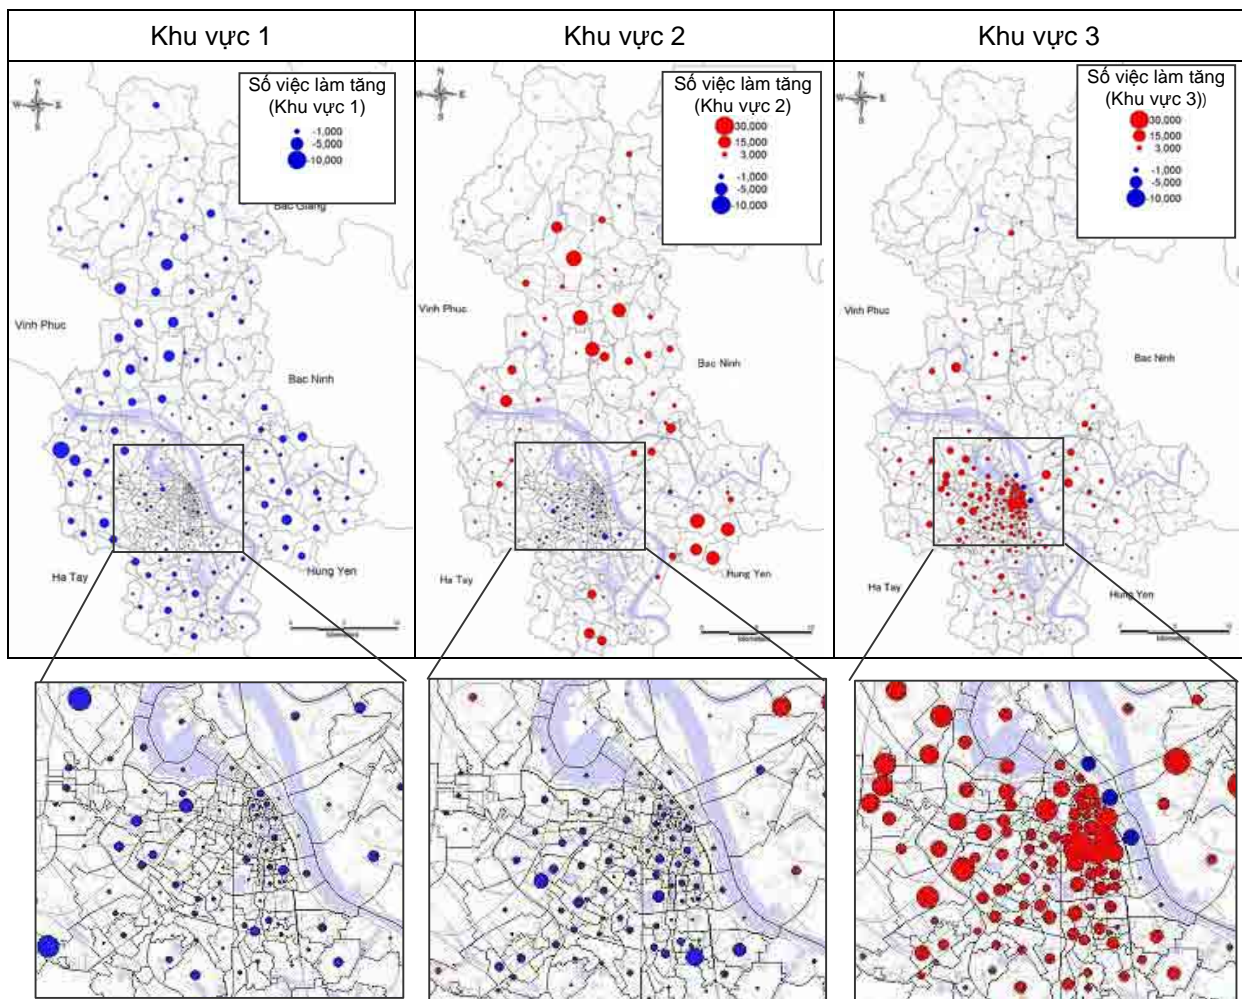 Khu vực 1
Khu vực 2
Khu vực 3
N
W
E
S
Số việc làm tăng
(Khu vực 1)
-1,000
-5,000
-10,000
Bac Giang
Vinh Phuc
Bac Ninh
Ha Tay
Hung Yen
kilometers
N
W
E
S
Số việc làm tăng
(Khu vực 2)
30,000
15,000
3,000
-1,000
-5,000
-10,000
Vinh Phuc
Bac Ninh
Ha Tay
Hung Yen
kilometers
N
W
E
S
Số việc làm tăng
(Khu vực 3))
30,000
15,000
3,000
-1,000
-5,000
-10,000
Vinh Phuc
Bac Ninh
Ha Tay
Hung Yen
kilometers